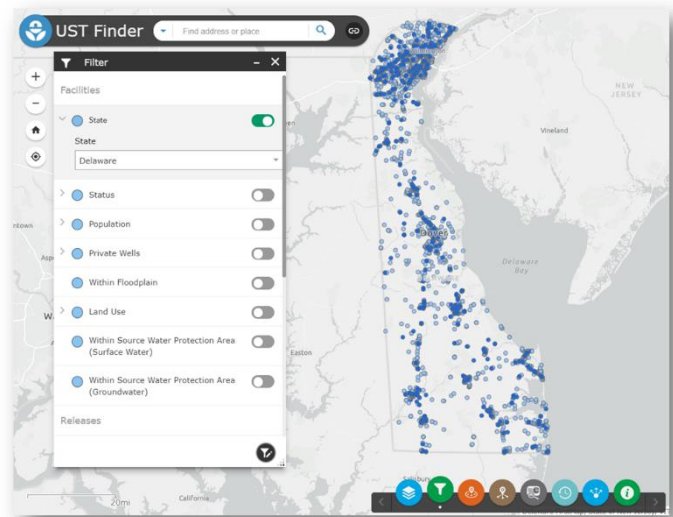 UST Finder
Find address or place
Filter
Facilities
State
State
Delaware
Status
Population
Private Wells
Within Floodplain
Land Use
Within Source Water Protection Area
(Surface Water)
Within Source Water Protection Area
(Groundwater)
Releases
NEW
JERSEY
Vineland
Dover
Delaware
Bay
Easton
Salisbury
California
20mi